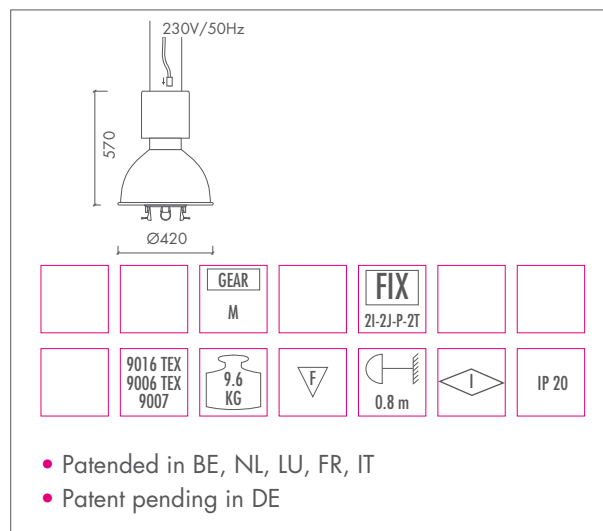 230V/50Hz
570
Ø420
GEAR
M
FIX
2I-2J-P-2T
9016 TEX
9006 TEX
9007
9.6
KG
F
0.8 m
I
IP 20
• Patended in BE, NL, LU, FR, IT
• Patent pending in DE